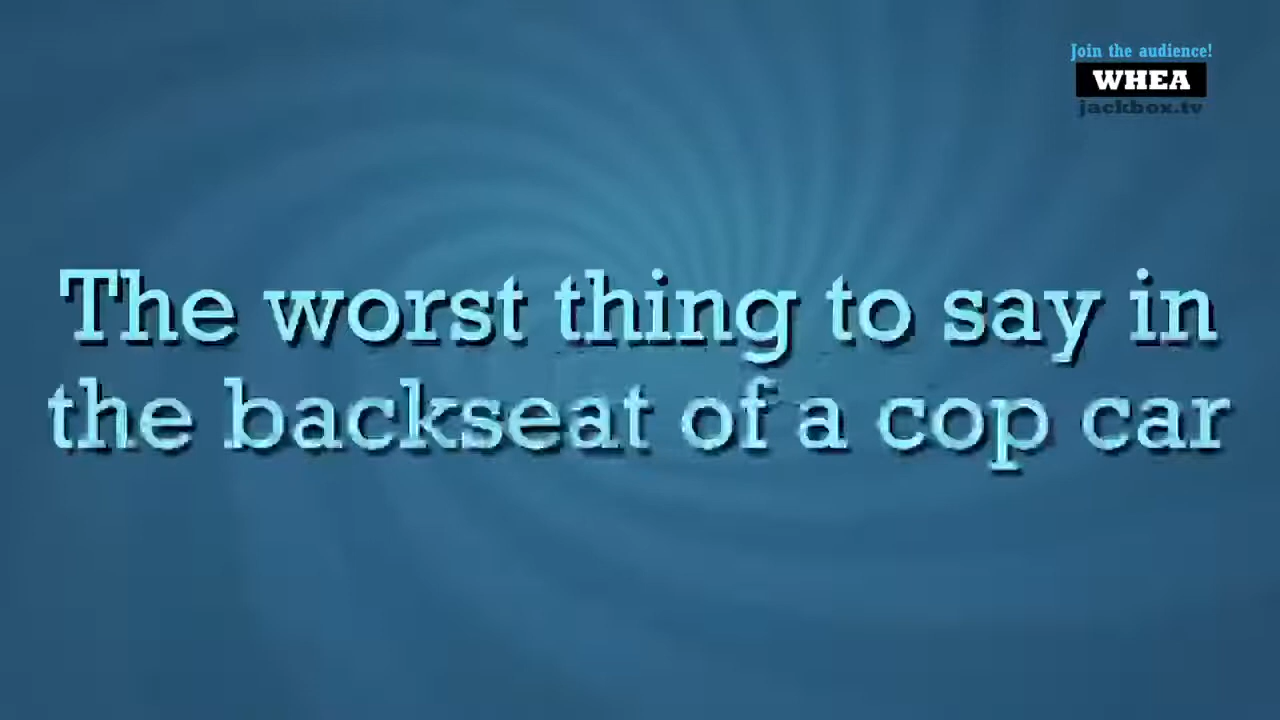 Join the audience!
WHEA
jackbox.tv
The worst thing to say in
the backseat of a cop car